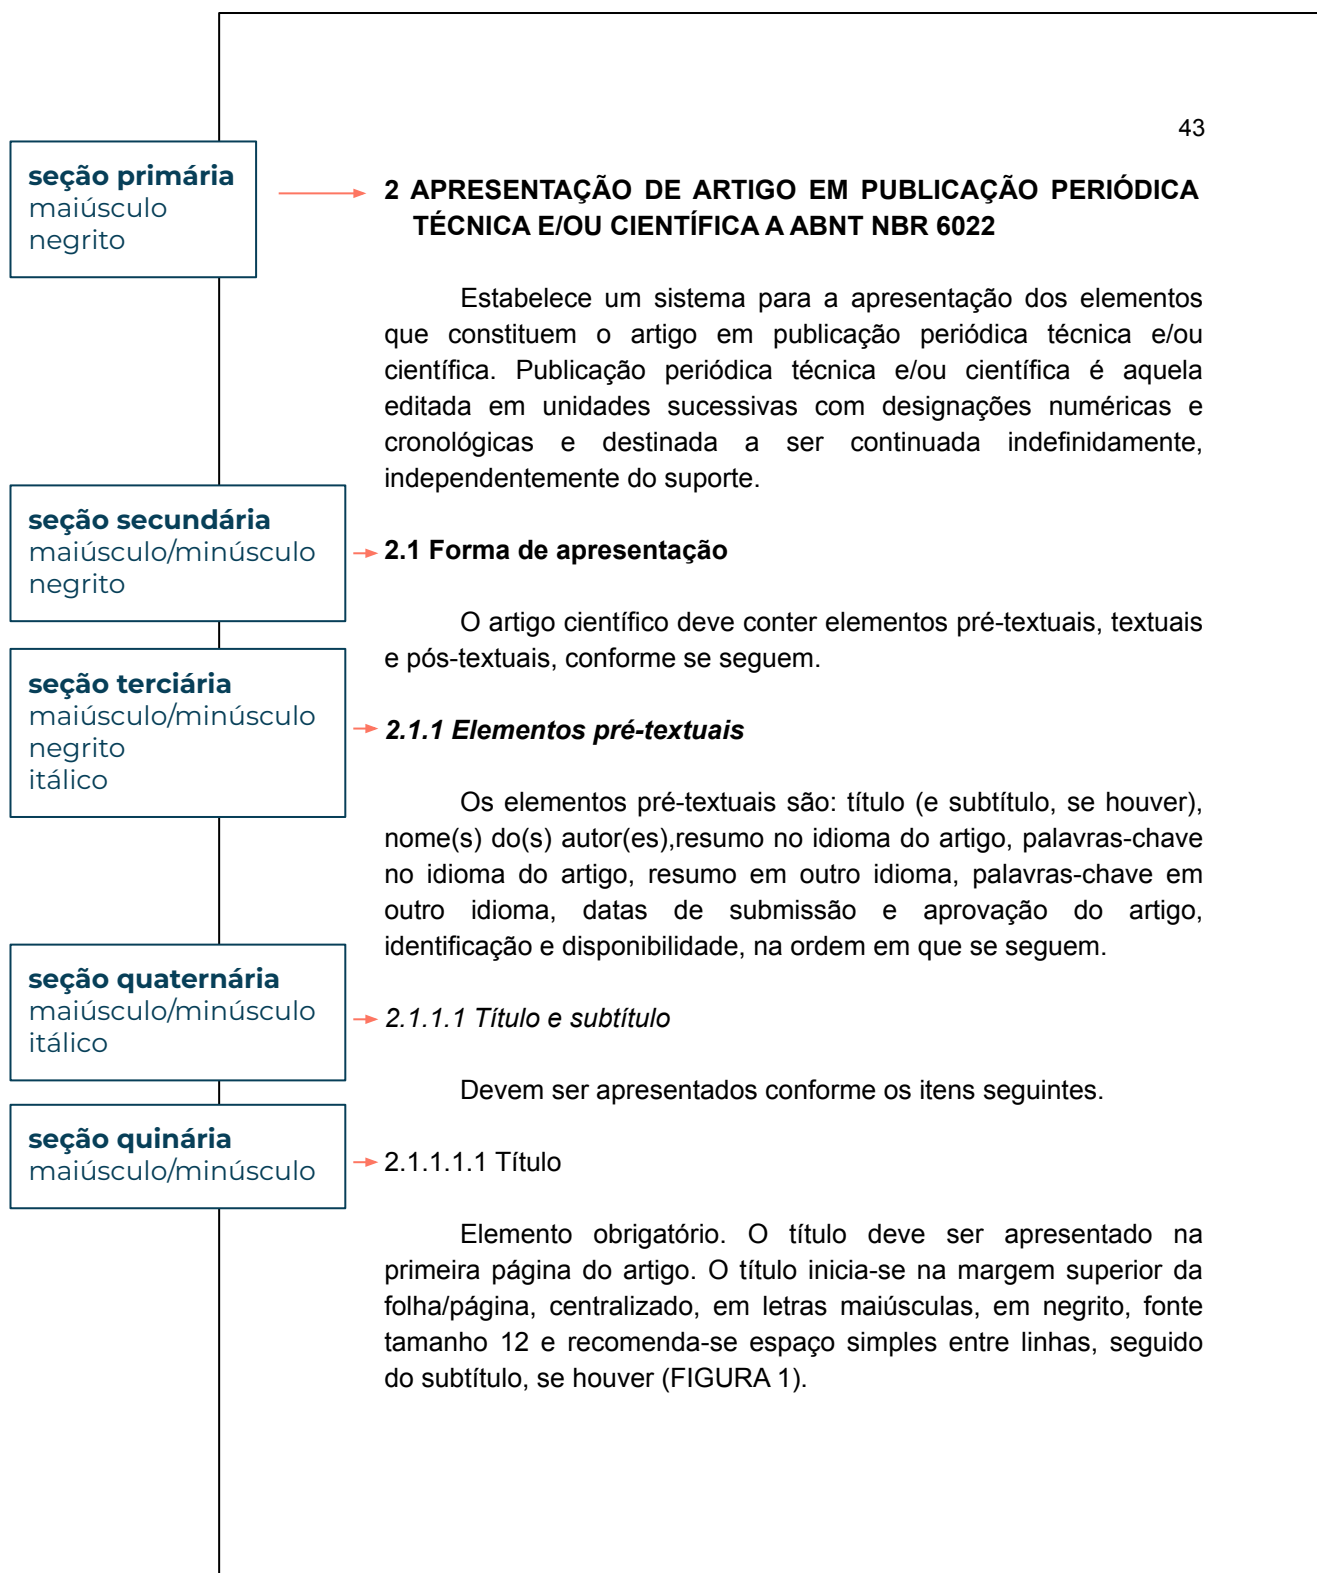 43
seção primária
maiúsculo
negrito
2 APRESENTAÇÃO DE ARTIGO EM PUBLICAÇÃO PERIÓDICA
TÉCNICA E/OU CIENTÍFICA A ABNT NBR 6022
Estabelece um sistema para a apresentação dos elementos
que constituem o artigo em publicação periódica técnica e/ou
científica. Publicação periódica técnica e/ou científica é aquela
editada em unidades sucessivas com designações numéricas e
cronológicas e destinada a ser continuada indefinidamente,
independentemente do suporte.
seção secundária
maiúsculo/minúsculo
negrito
2.1 Forma de apresentação
O artigo científico deve conter elementos pré-textuais, textuais
e pós-textuais, conforme se seguem.
seção terciária
maiúsculo/minúsculo
negrito
itálico
2.1.1 Elementos pré-textuais
Os elementos pré-textuais são: título (e subtítulo, se houver),
nome(s) do(s) autor(es),resumo no idioma do artigo, palavras-chave
no idioma do artigo, resumo em outro idioma, palavras-chave em
outro idioma, datas de submissão e aprovação do artigo,
identificação e disponibilidade, na ordem em que se seguem.
seção quaternária
maiúsculo/minúsculo
itálico
2.1.1.1 Título e subtítulo
Devem ser apresentados conforme os itens seguintes.
seção quinária
maiúsculo/minúsculo
2.1.1.1.1 Título
Elemento obrigatório. O título deve ser apresentado na
primeira página do artigo. O título inicia-se na margem superior da
folha/página, centralizado, em letras maiúsculas, em negrito, fonte
tamanho 12 e recomenda-se espaço simples entre linhas, seguido
do subtítulo, se houver (FIGURA 1).